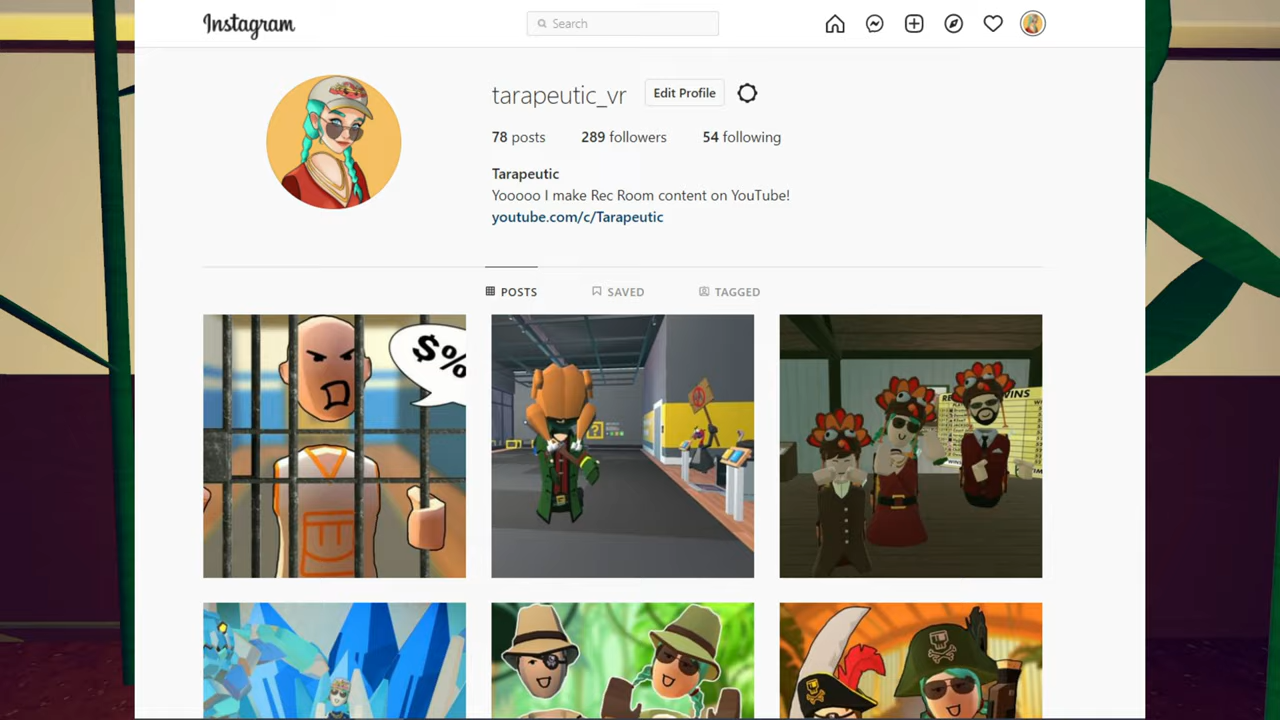 Instagram
Search
tarapeutic_vr Edit Profile
78 posts 289 followers 54 following
Tarapeutic
Yooooo I make Rec Room content on YouTube!
youtube.com/c/Tarapeutic
POSTS SAVED TAGGED
$%
WINS